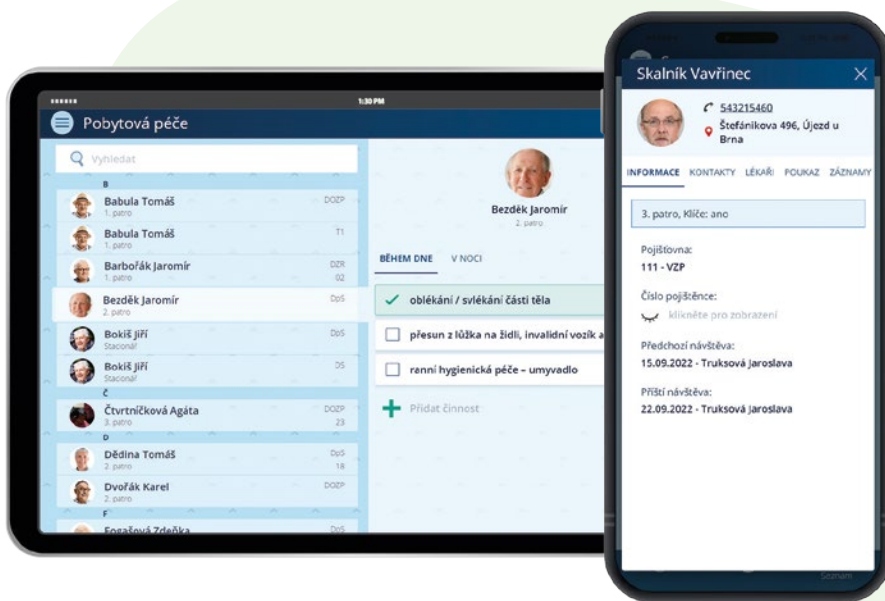 1:30 PM
Pobytová péče
Vyhledat
B
Babula Tomáš
DOZP
1. patro
Babula Tomáš
T1
1. patro
Barbořák Jaromír
DZR
1. patro
02
Bezděk Jaromír
DpS
2. patro
Bokiš Jiří
DpS
Stacionář
Bokiš Jiří
DS
Stacionář
Č
Čtvrtníčková Agáta
DOZP
3. patro
23
D
Dědina Tomáš
DpS
2. patro
18
Dvořák Karel
DOZP
2. patro
F
Fogašová Zdeňka
DpS
Bezděk Jaromír
2. patro
BĚHEM DNE
V NOCI
oblékání / svlékání části těla
přesun z lůžka na židli, invalidní vozík a
ranní hygienická péče – umyvadlo
Přidat činnost
Skalník Vavřinec
543215460
Štefánikova 496, Újezd u
Brna
INFORMACE
KONTAKTY
LÉKAŘI
POUKAZ
ZÁZNAMY
3. patro, Klíče: ano
Pojišťovna:
111 - VZP
Číslo pojištěnce:
klikněte pro zobrazení
Předchozí návštěva:
15.09.2022 - Truksová Jaroslava
Příští návštěva:
22.09.2022 - Truksová Jaroslava
Seznam